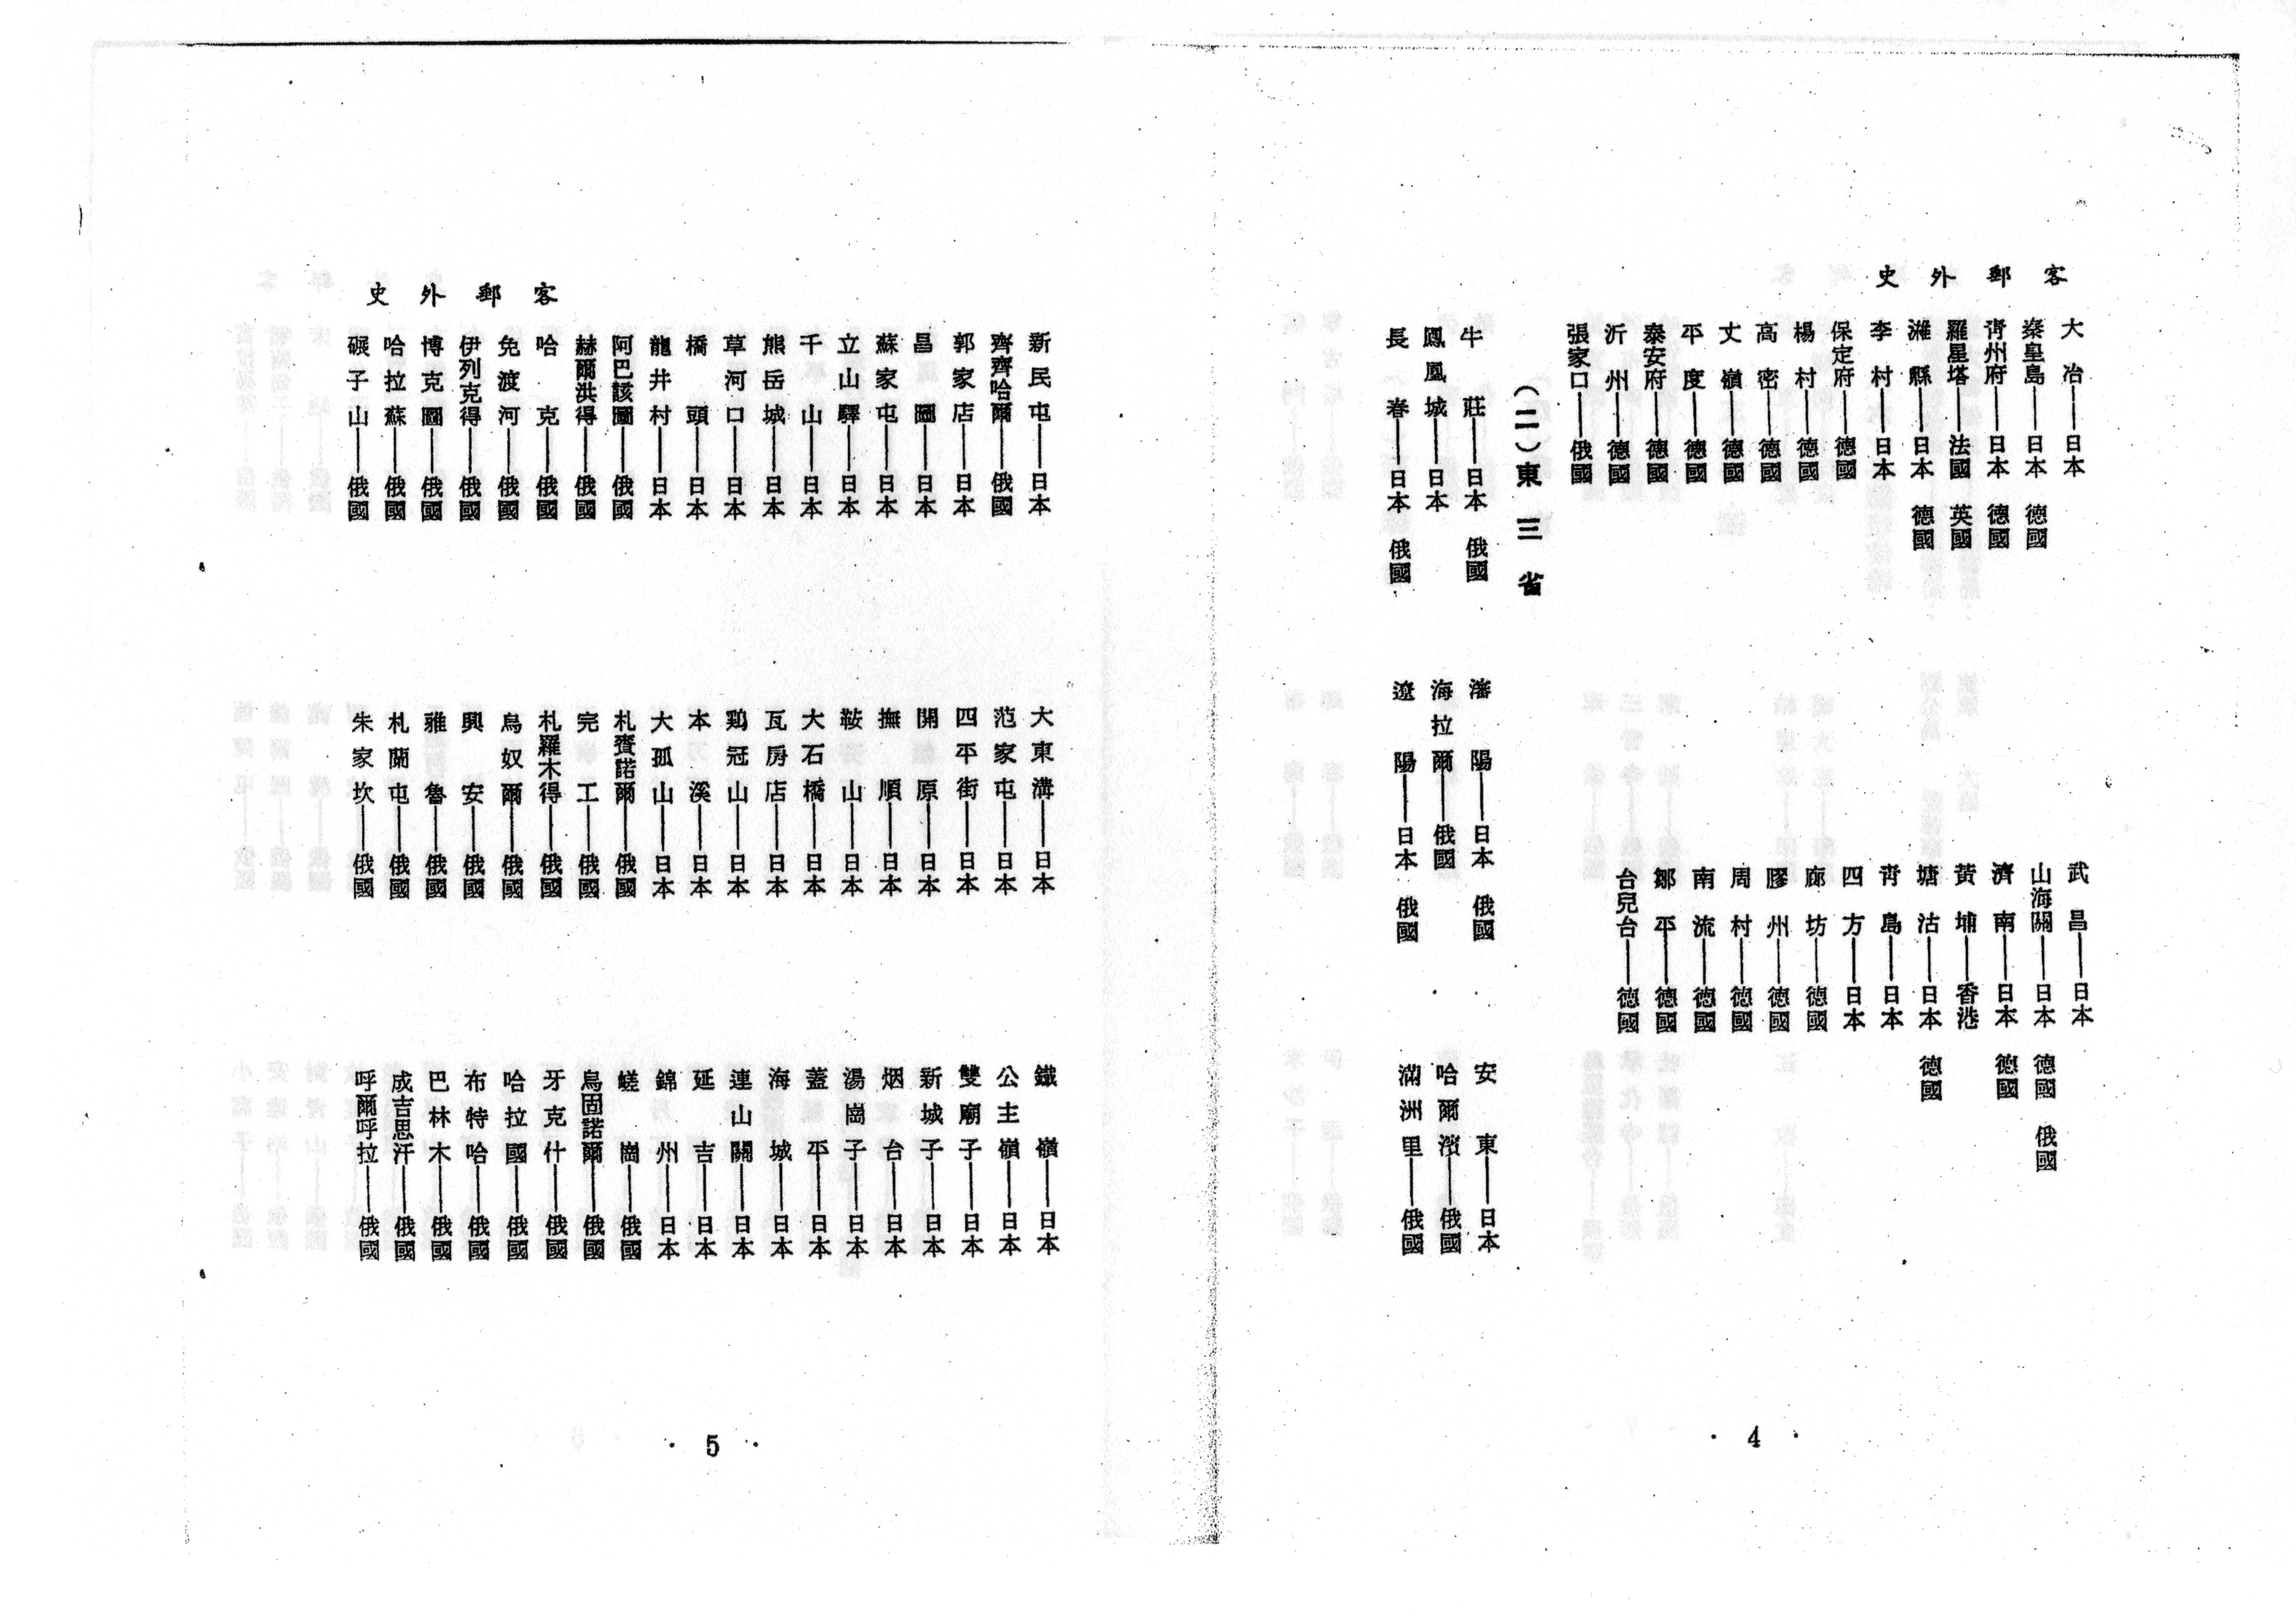 客郵外史
大冶——日本　武昌——日本
秦皇島——日本　德國　山海關——日本　德國　俄國
青州府——日本　德國　濟南——日本　德國
羅星塔——法國　英國　黃埔——香港
濰縣——日本　德國　塘沽——日本　德國
李村——日本　青島——日本
保定府——德國　四方——日本
楊村——德國　廊坊——德國
高密——德國　膠州——德國
丈嶺——德國　周村——德國
平度——德國　南流——德國
泰安府——德國　鄒平——德國
沂州——德國　台兒台——德國
張家口——俄國
(二)東三省
牛莊——日本　俄國　瀋陽——日本　俄國　安東——日本
鳳凰城——日本　海拉爾——俄國　哈爾濱——俄國
長春——日本　俄國　遼陽——日本　俄國　滿洲里——俄國
· 4 ·
客郵外史
新民屯——日本　大東溝——日本　鐵嶺——日本
齊齊哈爾——俄國　范家屯——日本　公主嶺——日本
郭家店——日本　四平街——日本　雙廟子——日本
昌圖——日本　開原——日本　新城子——日本
蘇家屯——日本　撫順——日本　烟台——日本
立山驛——日本　鞍山——日本　湯崗子——日本
千山——日本　大石橋——日本　蓋平——日本
熊岳城——日本　瓦房店——日本　海城——日本
草河口——日本　鷄冠山——日本　連山關——日本
橋頭——日本　本溪——日本　延吉——日本
龍井村——日本　大孤山——日本　錦州——日本
阿巴該圖——俄國　札賚諾爾——俄國　嵯崗——俄國
赫爾洪得——俄國　完工——俄國　烏固諾爾——俄國
哈克——俄國　札羅木得——俄國　牙克什——俄國
免渡河——俄國　烏奴爾——俄國　哈拉國——俄國
伊列克得——俄國　興安——俄國　布特哈——俄國
博克圖——俄國　雅魯——俄國　巴林木——俄國
哈拉蘇——俄國　札蘭屯——俄國　成吉思汗——俄國
碾子山——俄國　朱家坎——俄國　呼爾呼拉——俄國
· 5 ·